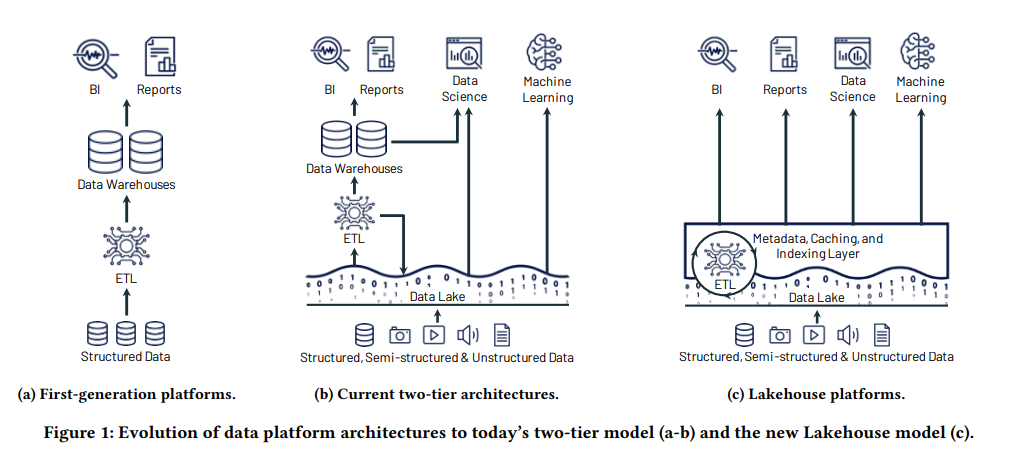 BI
Reports
Data Warehouses
ETL
Structured Data
(a) First-generation platforms.
BI
Reports
Data
Science
Machine
Learning
Data Warehouses
ETL
Data Lake
Structured, Semi-structured & Unstructured Data
(b) Current two-tier architectures.
BI
Reports
Data
Science
Machine
Learning
Metadata, Caching, and
Indexing Layer
ETL
Data Lake
Structured, Semi-structured & Unstructured Data
(c) Lakehouse platforms.
Figure 1: Evolution of data platform architectures to today's two-tier model (a-b) and the new Lakehouse model (c).